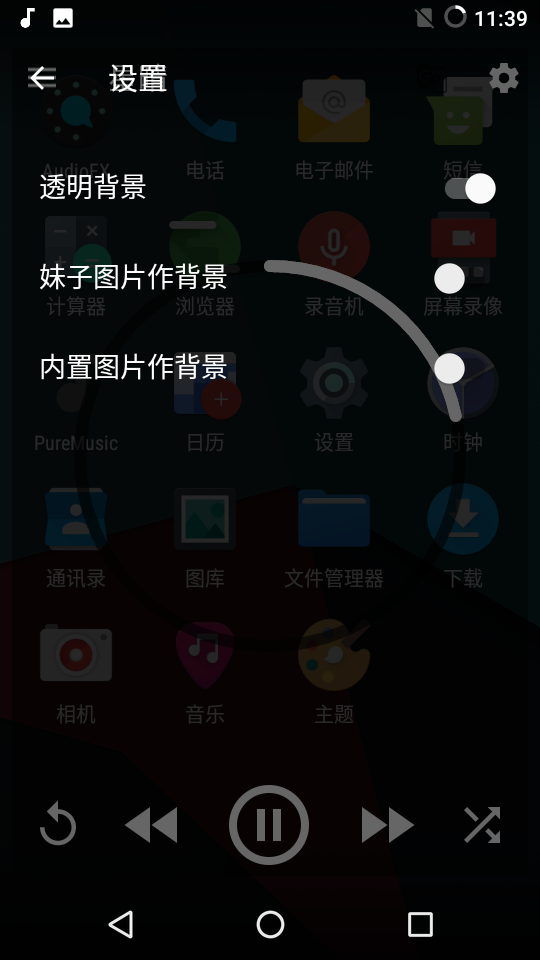 11:39
设置
AudioFX
电话
电子邮件
短信
透明背景
计算器
浏览器
录音机
屏幕录像
妹子图片作背景
内置图片作背景
PureMusic
日历
设置
时钟
通讯录
图库
文件管理器
下载
相机
音乐
主题